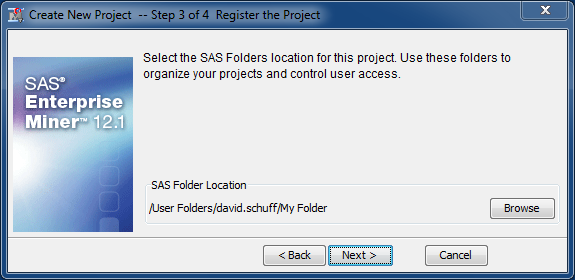 Create New Project -- Step 3 of 4 Register the Project
Select the SAS Folders location for this project. Use these folders to
organize your projects and control user access.
SAS®
Enterprise
Miner™ 12.1
SAS Folder Location
/User Folders/david.schuff/My Folder
Browse
< Back
Next >
Cancel